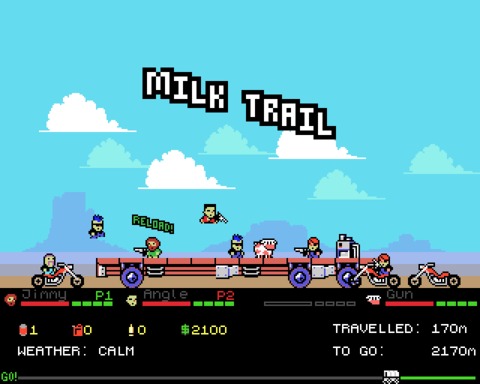 MILK TRAIL
RELOAD!
Jimmy P1 Angle P2 Gun
1 0 0 $2100
TRAVELLED: 170m
WEATHER: CALM
TO GO: 2170m
GO!